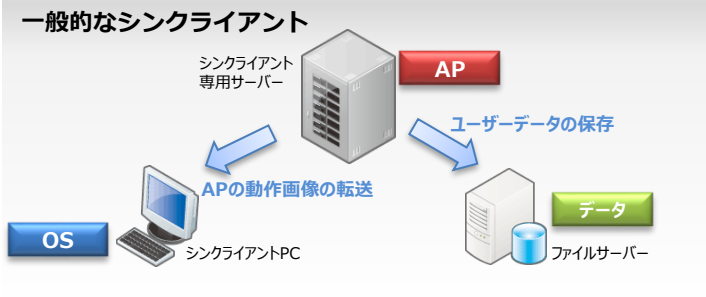 一般的なシンクライアント
シンクライアント
専用サーバー
AP
ユーザーデータの保存
APの動作画像の転送
データ
OS
シンクライアントPC
ファイルサーバー